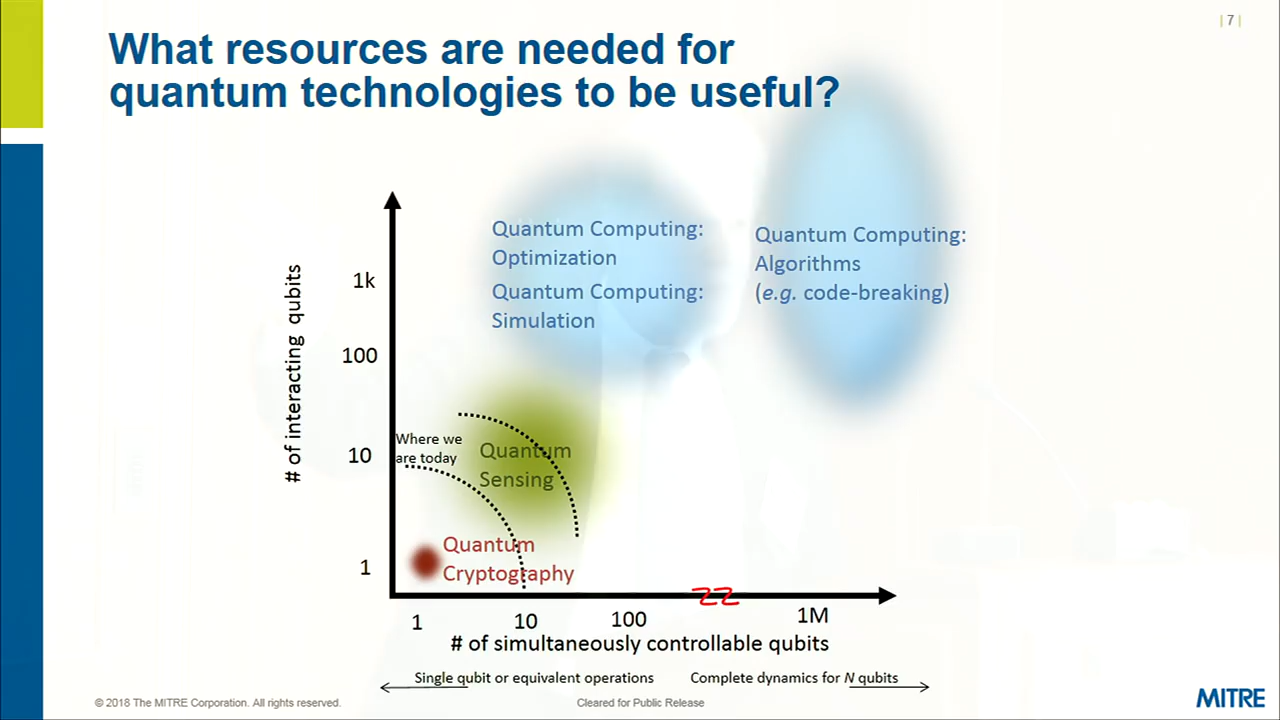 | 7 |
What resources are needed for
quantum technologies to be useful?
# of interacting qubits
1k
100
10
1
Quantum Computing:
Optimization
Quantum Computing:
Simulation
Quantum Computing:
Algorithms
(e.g. code-breaking)
Where we
are today
Quantum
Sensing
Quantum
Cryptography
1 10 100 1M
# of simultaneously controllable qubits
Single qubit or equivalent operations
Complete dynamics for N qubits
© 2018 The MITRE Corporation. All rights reserved.
Cleared for Public Release
MITRE